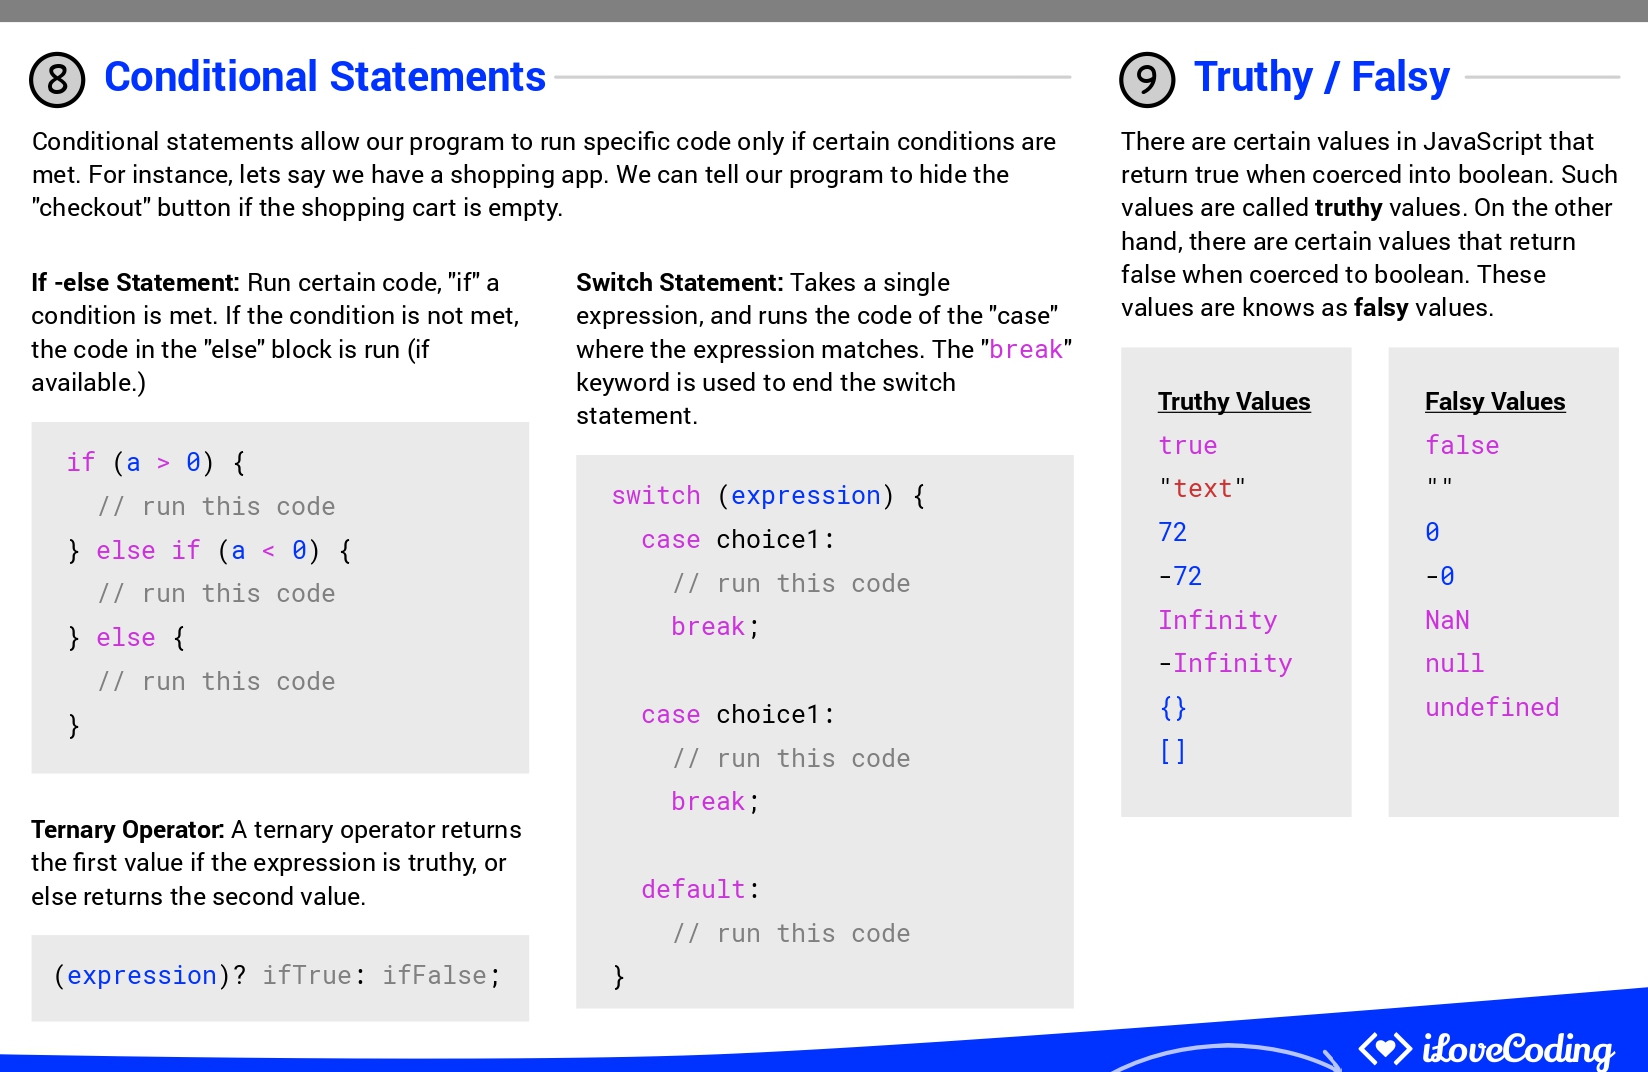 8 Conditional Statements
Conditional statements allow our program to run specific code only if certain conditions are
met. For instance, lets say we have a shopping app. We can tell our program to hide the
"checkout" button if the shopping cart is empty.
If -else Statement: Run certain code, "if" a
condition is met. If the condition is not met,
the code in the "else" block is run (if
available.)
if (a > 0) {
  // run this code
} else if (a < 0) {
  // run this code
} else {
  // run this code
}
Ternary Operator: A ternary operator returns
the first value if the expression is truthy, or
else returns the second value.
(expression)? ifTrue: ifFalse;
Switch Statement: Takes a single
expression, and runs the code of the "case"
where the expression matches. The "break"
keyword is used to end the switch
statement.
switch (expression) {
  case choice1:
    // run this code
    break;
  case choice1:
    // run this code
    break;
  default:
    // run this code
}
9 Truthy / Falsy
There are certain values in JavaScript that
return true when coerced into boolean. Such
values are called truthy values. On the other
hand, there are certain values that return
false when coerced to boolean. These
values are knows as falsy values.
Truthy Values
true
"text"
72
-72
Infinity
-Infinity
{}
[]
Falsy Values
false
""
0
-0
NaN
null
undefined
iLoveCoding